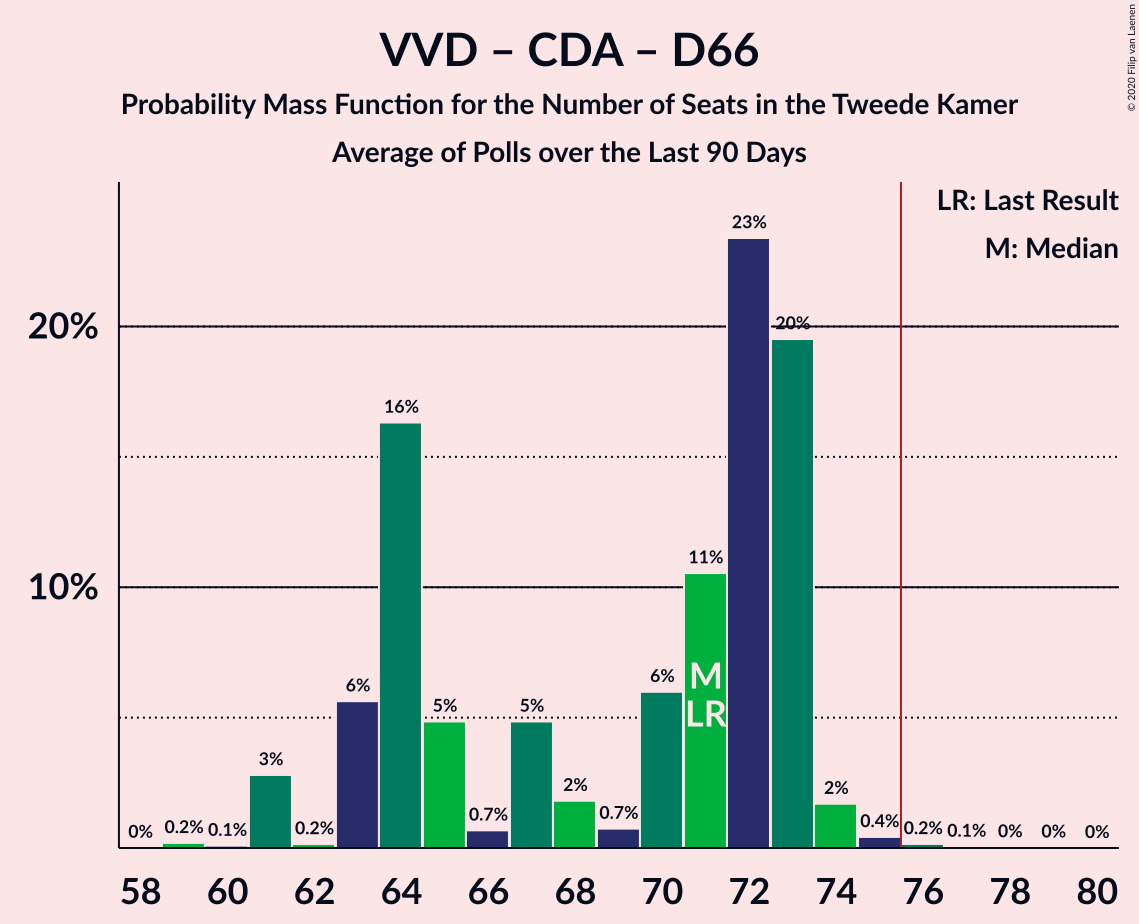 VVD – CDA – D66
Probability Mass Function for the Number of Seats in the Tweede Kamer
Average of Polls over the Last 90 Days
© 2020 Filip van Laenen
LR: Last Result
M: Median
20%
10%
0%
0.2%
0.1%
3%
0.2%
6%
16%
5%
0.7%
5%
2%
0.7%
6%
11%
23%
20%
2%
0.4%
0.2%
0.1%
0%
0%
0%
M
LR
58 60 62 64 66 68 70 72 74 76 78 80